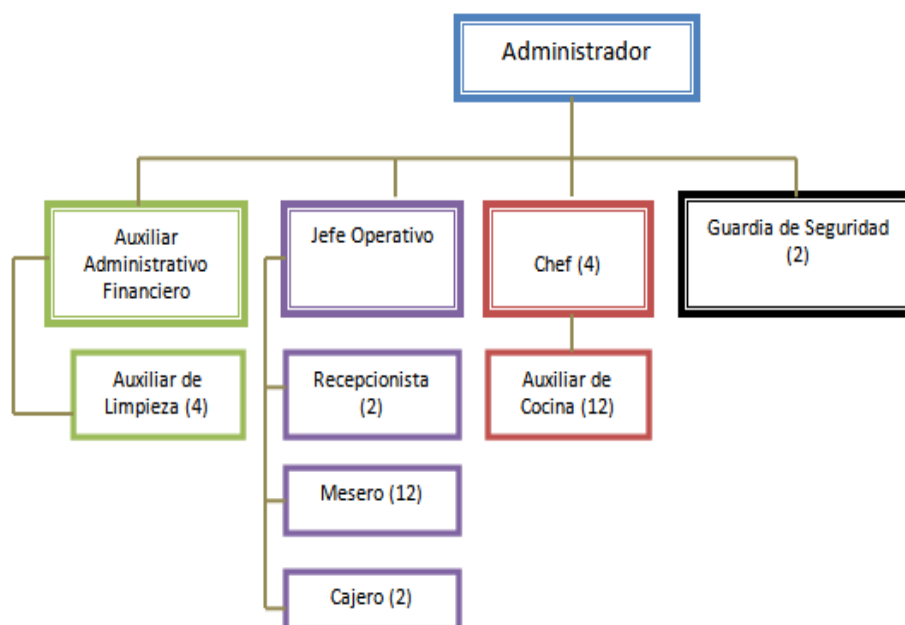 Administrador
Auxiliar
Administrativo
Financiero
Jefe Operativo
Chef (4)
Guardia de Seguridad
(2)
Auxiliar de
Limpieza (4)
Recepcionista
(2)
Auxiliar de
Cocina (12)
Mesero (12)
Cajero (2)